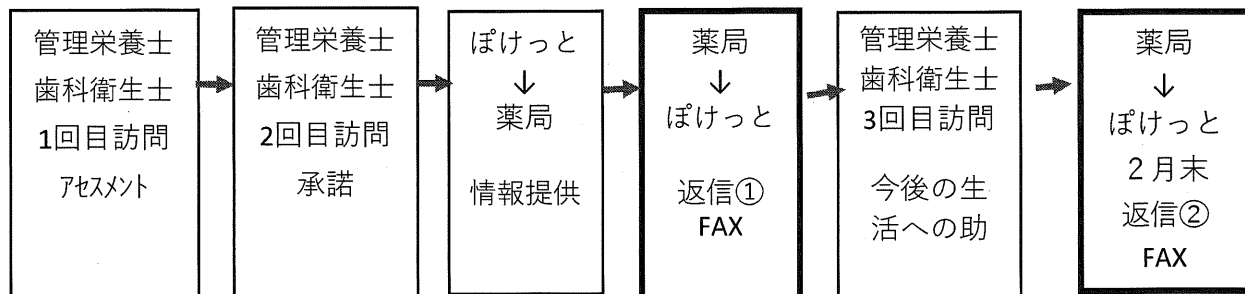 管理栄養士
歯科衛生士
1回目訪問
アセスメント
管理栄養士
歯科衛生士
2回目訪問
承諾
ぽけっと
↓
薬局
情報提供
薬局
↓
ぽけっと
返信①
FAX
管理栄養士
歯科衛生士
3回目訪問
今後の生
活への助
薬局
↓
ぽけっと
２月末
返信②
FAX